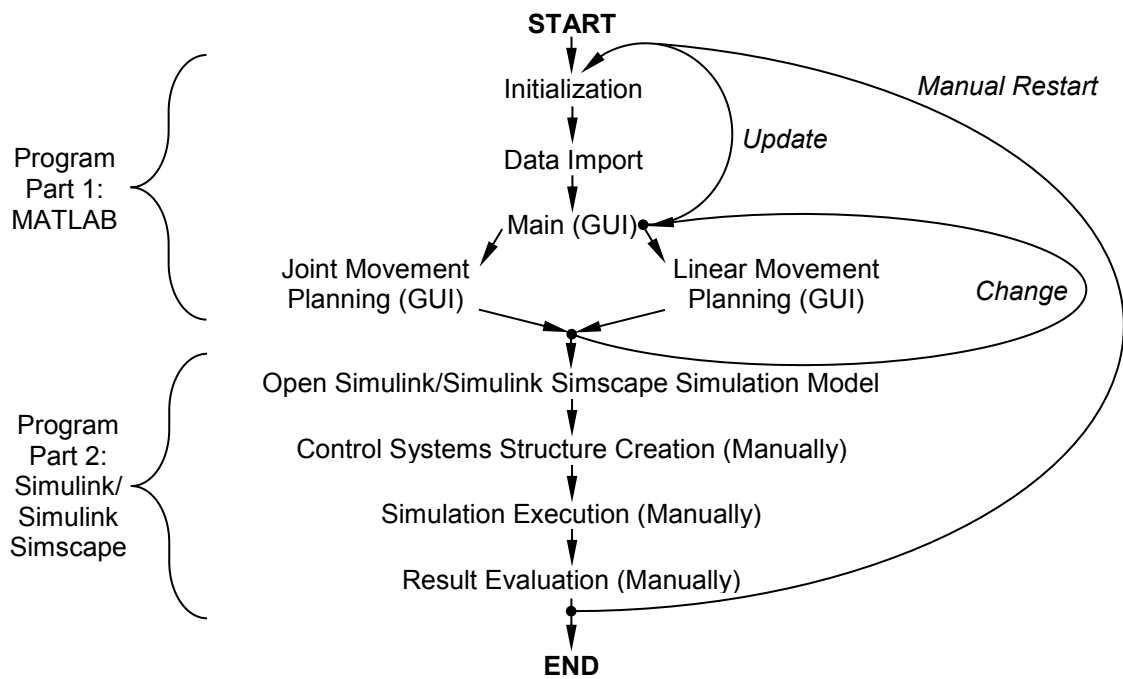 START
Initialization
Manual Restart
Update
Data Import
Program
Part 1:
MATLAB
Main (GUI)
Joint Movement
Planning (GUI)
Linear Movement
Planning (GUI)
Change
Open Simulink/Simulink Simscape Simulation Model
Program
Part 2:
Simulink/
Simulink
Simscape
Control Systems Structure Creation (Manually)
Simulation Execution (Manually)
Result Evaluation (Manually)
END